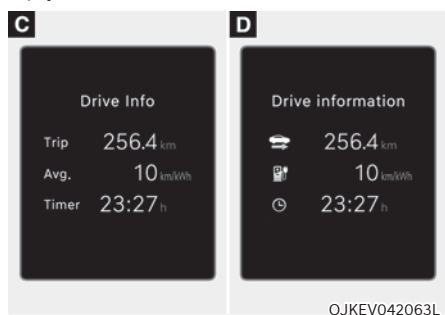 C
Drive Info
Trip 256.4 km
Avg. 10 km/kWh
Timer 23:27 h
D
Drive information
256.4 km
10 km/kWh
23:27 h
OJKEV042063L